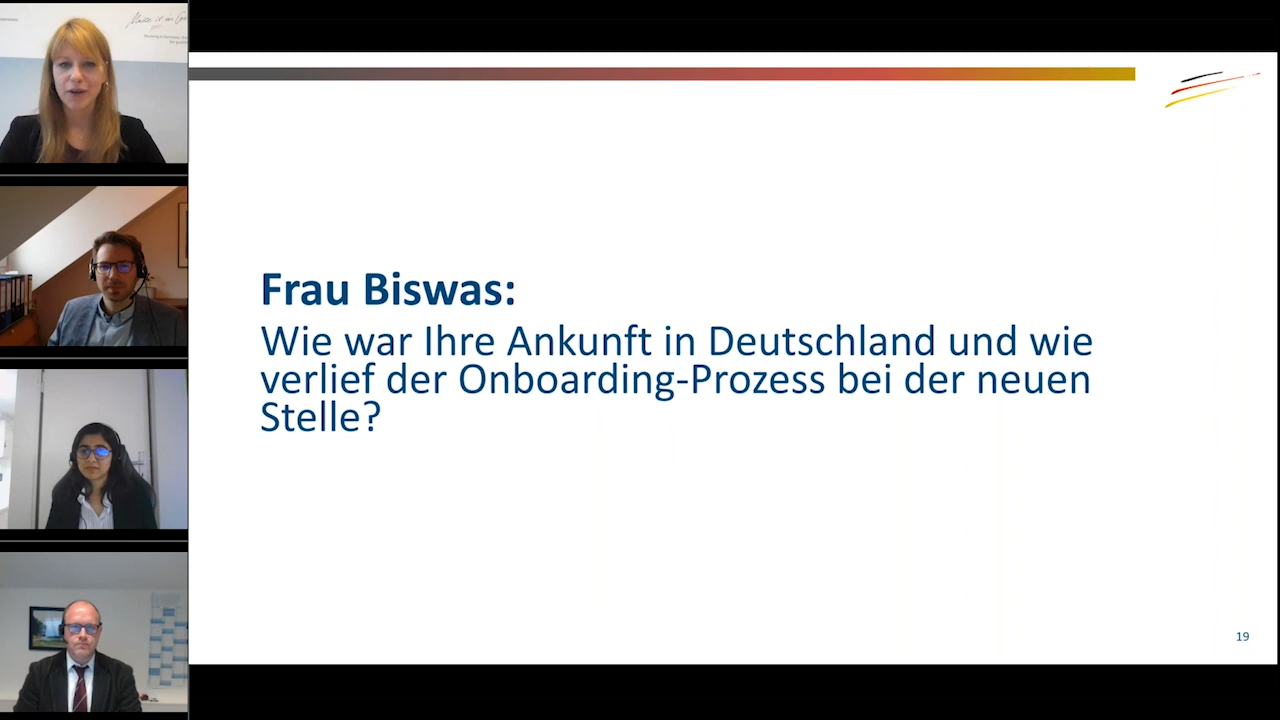 Frau Biswas:
Wie war Ihre Ankunft in Deutschland und wie
verlief der Onboarding-Prozess bei der neuen
Stelle?
19